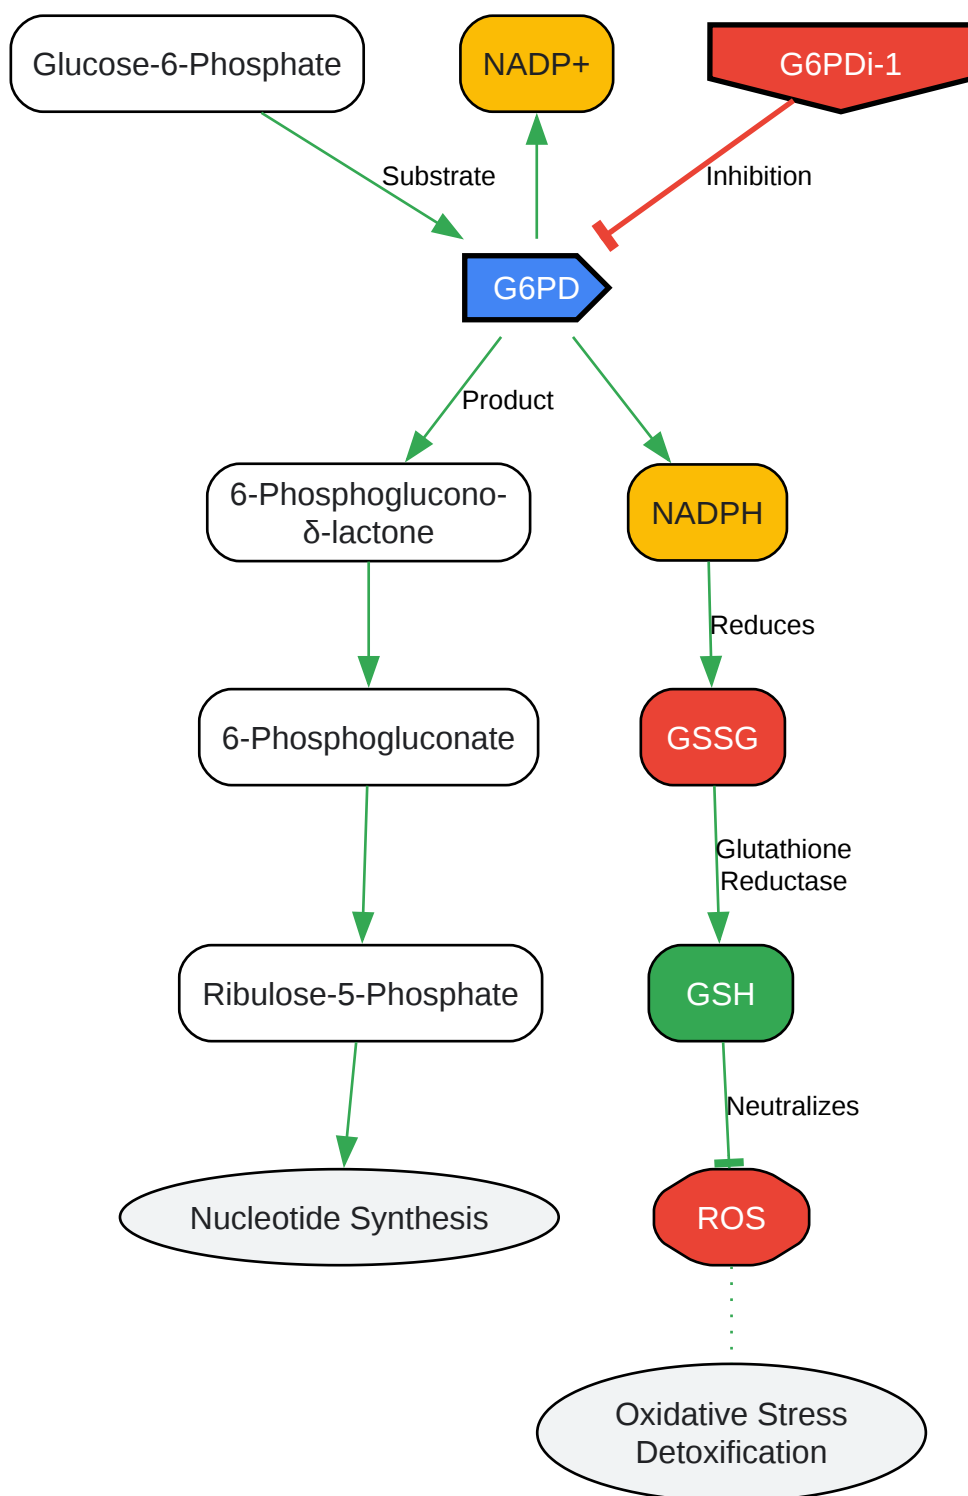 Glucose-6-Phosphate
NADP+
G6PDi-1
Substrate
Inhibition
G6PD
Product
6-Phosphoglucono-
δ-lactone
NADPH
Reduces
6-Phosphogluconate
GSSG
Glutathione
Reductase
Ribulose-5-Phosphate
GSH
Neutralizes
Nucleotide Synthesis
ROS
Oxidative Stress
Detoxification